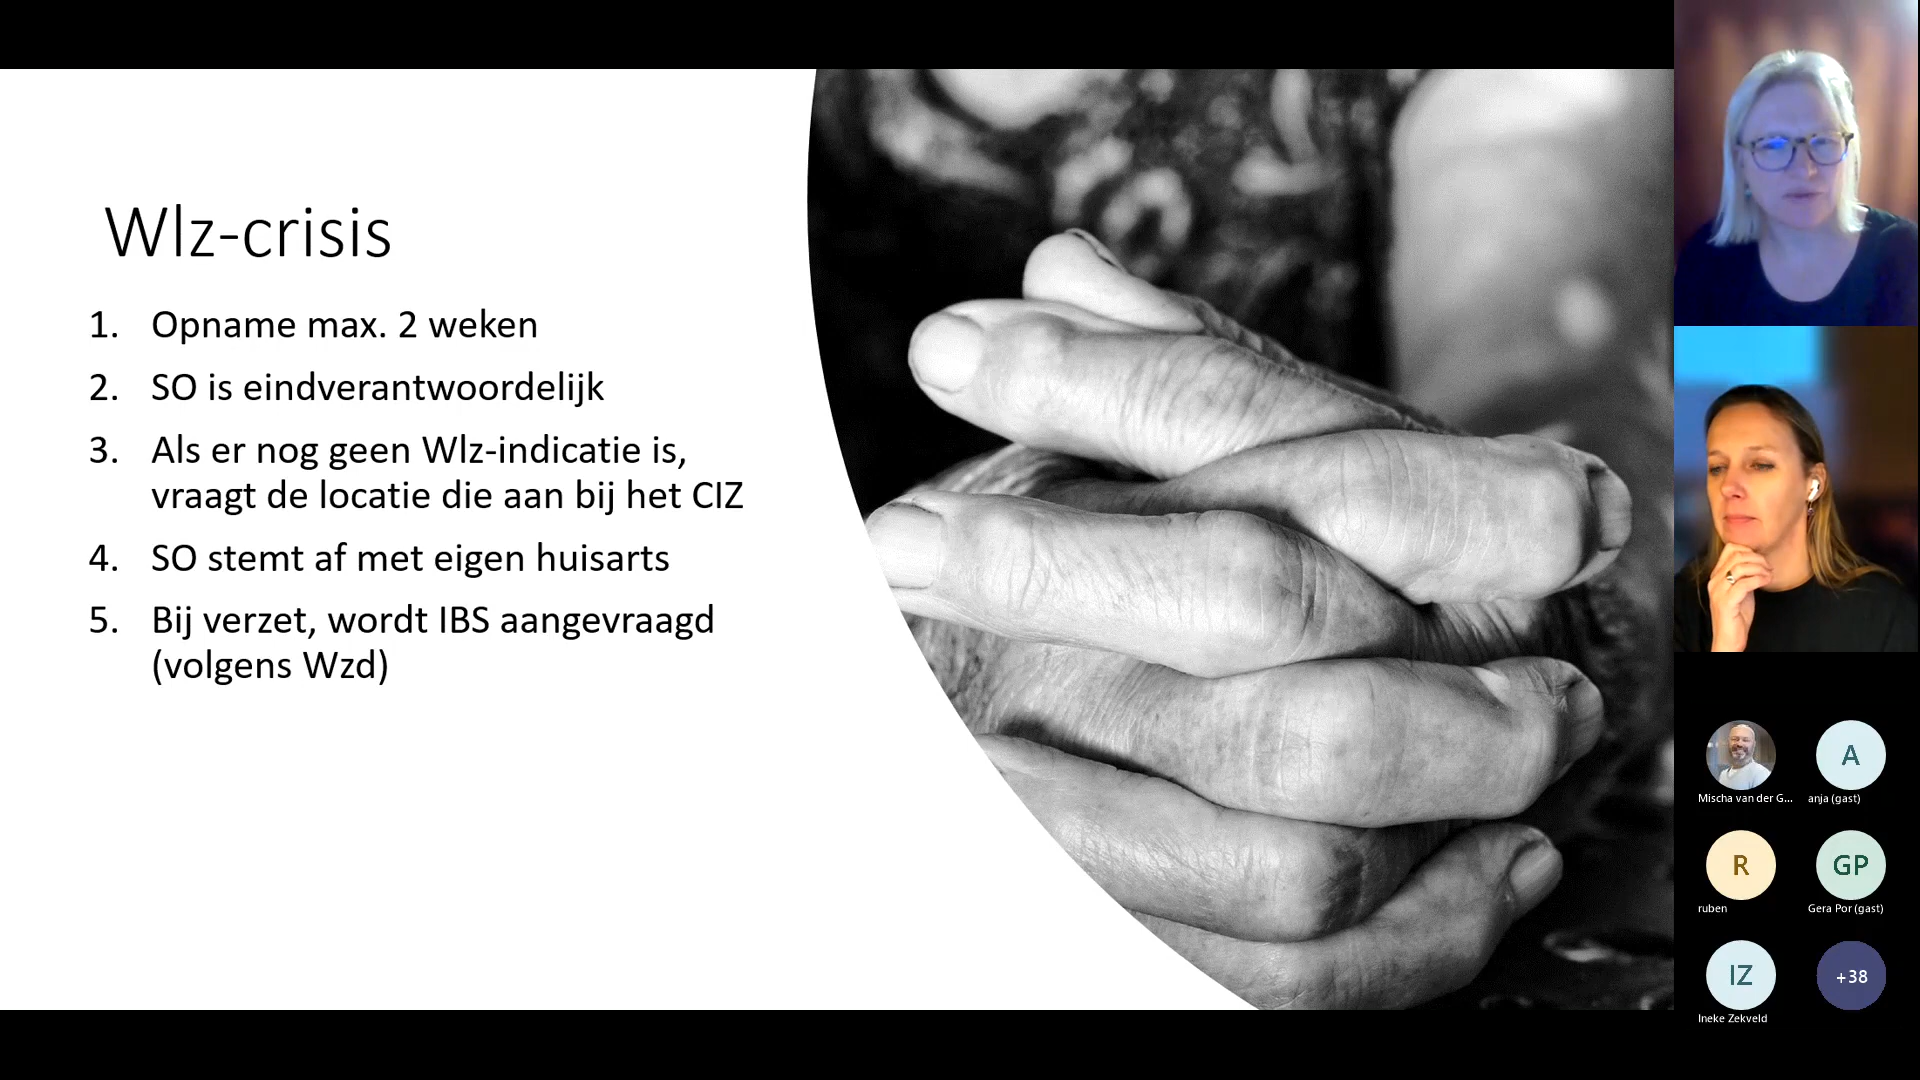 Wlz-crisis
1. Opname max. 2 weken
2. SO is eindverantwoordelijk
3. Als er nog geen Wlz-indicatie is,
vraagt de locatie die aan bij het CIZ
4. SO stemt af met eigen huisarts
5. Bij verzet, wordt IBS aangevraagd
(volgens Wzd)
A
Mischa van der G...
anja (gast)
R
GP
ruben
Gera Por (gast)
IZ
+38
Ineke Zekveld